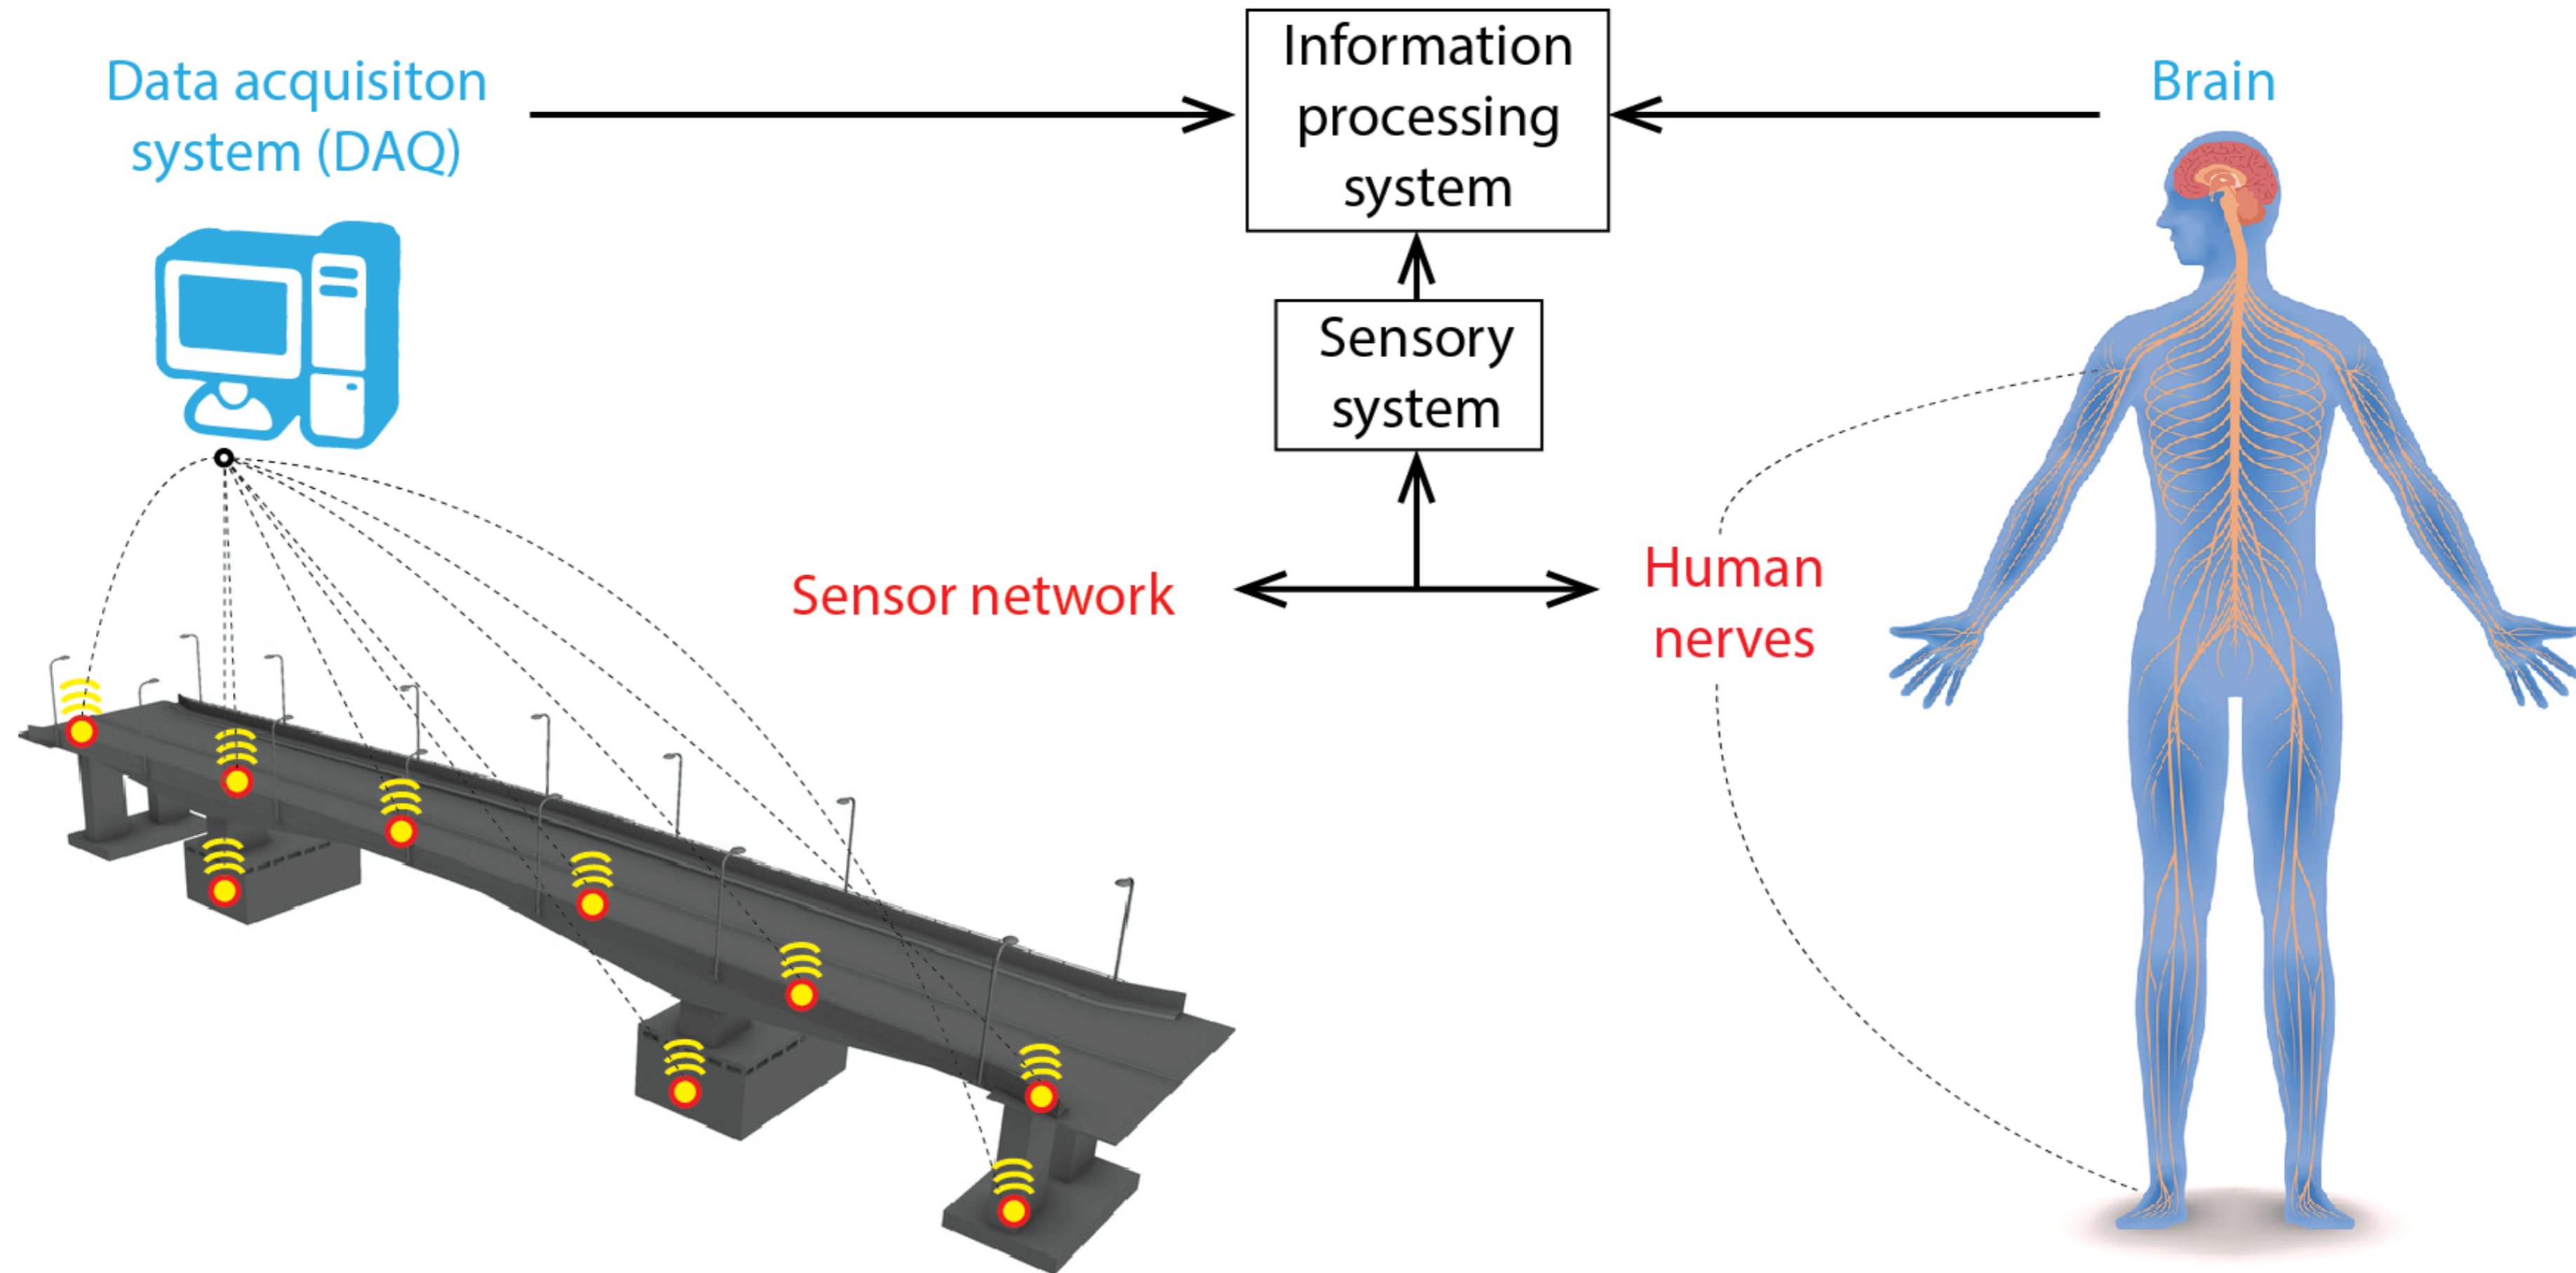 Data acquisiton
system (DAQ)
Information
processing
system
Brain
Sensory
system
Sensor network
Human
nerves